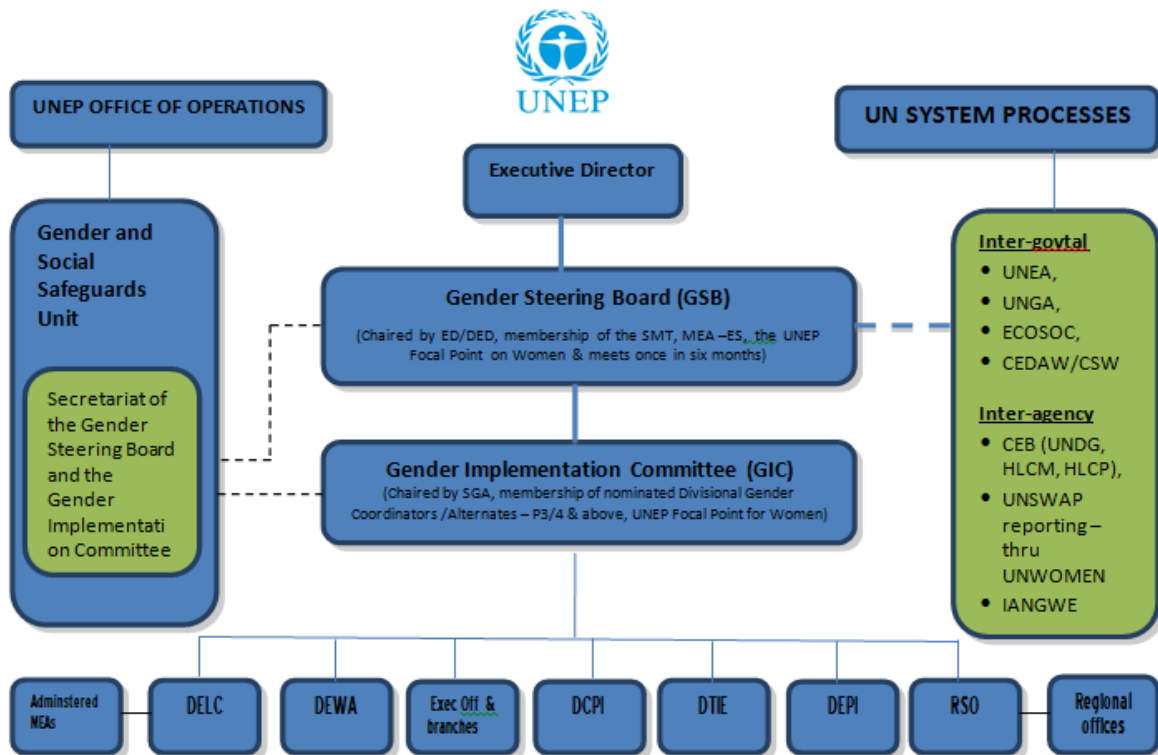 UNEP
UNEP OFFICE OF OPERATIONS
UN SYSTEM PROCESSES
Executive Director
Gender and
Social
Safeguards
Unit
Secretariat of
the Gender
Steering Board
and the
Gender
Implementati
on Committee
Gender Steering Board (GSB)
(Chaired by ED/DED, membership of the SMT, MEA –ES, the UNEP
Focal Point on Women & meets once in six months)
Gender Implementation Committee (GIC)
(Chaired by SGA, membership of nominated Divisional Gender
Coordinators /Alternates – P3/4 & above, UNEP Focal Point for Women)
Inter-govtal
• UNEA,
• UNGA,
• ECOSOC,
• CEDAW/CSW
Inter-agency
• CEB (UNDG,
HLCM, HLCP),
• UNSWAP
reporting –
thru
UNWOMEN
• IANGWE
Adminstered
MEAs
DELC
DEWA
Exec Off &
branches
DCPI
DTIE
DEPI
RSO
Regional
offices